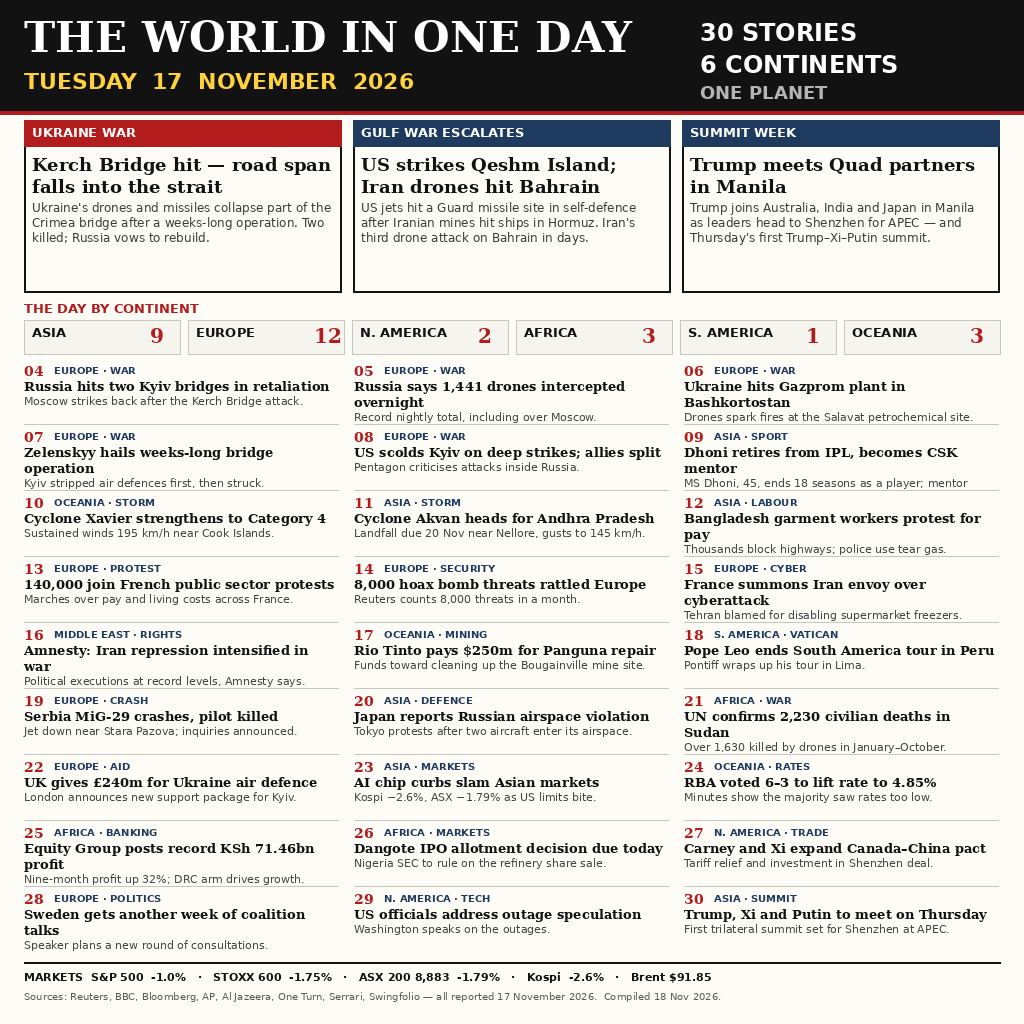 THE WORLD IN ONE DAY
TUESDAY 17 NOVEMBER 2026
30 STORIES
6 CONTINENTS
ONE PLANET
UKRAINE WAR
Kerch Bridge hit — road span
falls into the strait
Ukraine's drones and missiles collapse part of the
Crimea bridge after a weeks-long operation. Two
killed; Russia vows to rebuild.
GULF WAR ESCALATES
US strikes Qeshm Island;
Iran drones hit Bahrain
US jets hit a Guard missile site in self-defence
after Iranian mines hit ships in Hormuz. Iran's
third drone attack on Bahrain in days.
SUMMIT WEEK
Trump meets Quad partners
in Manila
Trump joins Australia, India and Japan in Manila
as leaders head to Shenzhen for APEC — and
Thursday's first Trump–Xi–Putin summit.
THE DAY BY CONTINENT
ASIA 9
EUROPE 12
N. AMERICA 2
AFRICA 3
S. AMERICA 1
OCEANIA 3
04 EUROPE · WAR
Russia hits two Kyiv bridges in retaliation
Moscow strikes back after the Kerch Bridge attack.
05 EUROPE · WAR
Russia says 1,441 drones intercepted
overnight
Record nightly total, including over Moscow.
06 EUROPE · WAR
Ukraine hits Gazprom plant in
Bashkortostan
Drones spark fires at the Salavat petrochemical site.
07 EUROPE · WAR
Zelenskyy hails weeks-long bridge
operation
Kyiv stripped air defences first, then struck.
08 EUROPE · WAR
US scolds Kyiv on deep strikes; allies split
Pentagon criticises attacks inside Russia.
09 ASIA · SPORT
Dhoni retires from IPL, becomes CSK
mentor
MS Dhoni, 45, ends 18 seasons as a player; mentor
10 OCEANIA · STORM
Cyclone Xavier strengthens to Category 4
Sustained winds 195 km/h near Cook Islands.
11 ASIA · STORM
Cyclone Akvan heads for Andhra Pradesh
Landfall due 20 Nov near Nellore, gusts to 145 km/h.
12 ASIA · LABOUR
Bangladesh garment workers protest for
pay
Thousands block highways; police use tear gas.
13 EUROPE · PROTEST
140,000 join French public sector protests
Marches over pay and living costs across France.
14 EUROPE · SECURITY
8,000 hoax bomb threats rattled Europe
Reuters counts 8,000 threats in a month.
15 EUROPE · CYBER
France summons Iran envoy over
cyberattack
Tehran blamed for disabling supermarket freezers.
16 MIDDLE EAST · RIGHTS
Amnesty: Iran repression intensified in
war
Political executions at record levels, Amnesty says.
17 OCEANIA · MINING
Rio Tinto pays $250m for Panguna repair
Funds toward cleaning up the Bougainville mine site.
18 S. AMERICA · VATICAN
Pope Leo ends South America tour in Peru
Pontiff wraps up his tour in Lima.
19 EUROPE · CRASH
Serbia MiG-29 crashes, pilot killed
Jet down near Stara Pazova; inquiries announced.
20 ASIA · DEFENCE
Japan reports Russian airspace violation
Tokyo protests after two aircraft enter its airspace.
21 AFRICA · WAR
UN confirms 2,230 civilian deaths in
Sudan
Over 1,630 killed by drones in January–October.
22 EUROPE · AID
UK gives £240m for Ukraine air defence
London announces new support package for Kyiv.
23 ASIA · MARKETS
AI chip curbs slam Asian markets
Kospi −2.6%, ASX −1.79% as US limits bite.
24 OCEANIA · RATES
RBA voted 6–3 to lift rate to 4.85%
Minutes show the majority saw rates too low.
25 AFRICA · BANKING
Equity Group posts record KSh 71.46bn
profit
Nine-month profit up 32%; DRC arm drives growth.
26 AFRICA · MARKETS
Dangote IPO allotment decision due today
Nigeria SEC to rule on the refinery share sale.
27 N. AMERICA · TRADE
Carney and Xi expand Canada–China pact
Tariff relief and investment in Shenzhen deal.
28 EUROPE · POLITICS
Sweden gets another week of coalition
talks
Speaker plans a new round of consultations.
29 N. AMERICA · TECH
US officials address outage speculation
Washington speaks on the outages.
30 ASIA · SUMMIT
Trump, Xi and Putin to meet on Thursday
First trilateral summit set for Shenzhen at APEC.
MARKETS S&P 500 -1.0% · STOXX 600 -1.75% · ASX 200 8,883 -1.79% · Kospi -2.6% · Brent $91.85
Sources: Reuters, BBC, Bloomberg, AP, Al Jazeera, One Turn, Serrari, Swingfolio — all reported 17 November 2026. Compiled 18 Nov 2026.